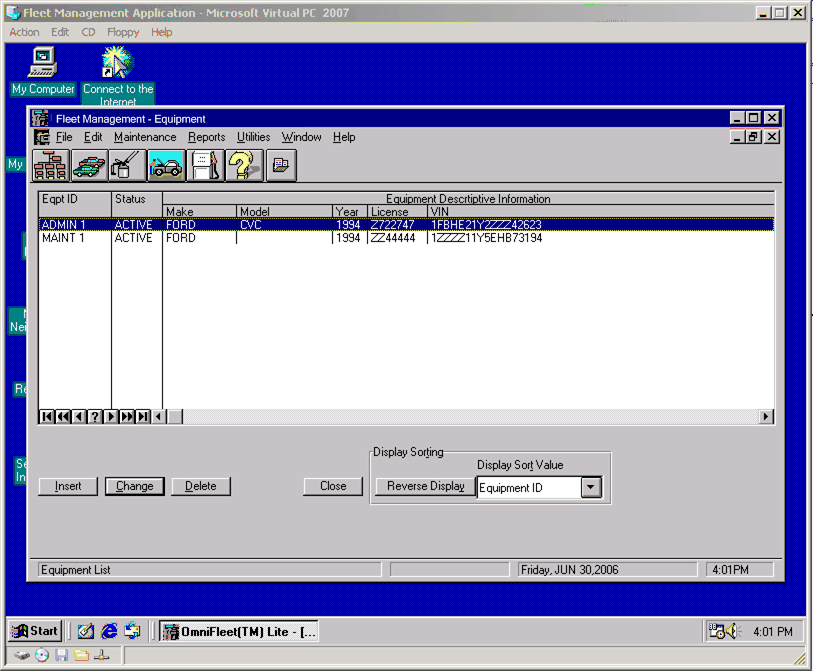 Fleet Management Application - Microsoft Virtual PC 2007
Action Edit CD Floppy Help
My Computer
Connect to the Internet
Fleet Management - Equipment
File Edit Maintenance Reports Utilities Window Help
My
Eqpt ID Status Equipment Descrtiptive Information
Make Model Year License VIN
ADMIN 1 ACTIVE FORD CVC 1994 Z722747 1FBHE21Y2ZZZ42623
MAINT 1 ACTIVE FORD 1994 ZZ44444 1ZZZZ11Y5EHB73194
N
Nei
Re
Se
In
?
Display Sorting
Display Sort Value
Insert Change Delete Close Reverse Display Equipment ID
Equipment List Friday, JUN 30,2006 4:01PM
Start OmniFleet(TM) Lite - [... 4:01 PM